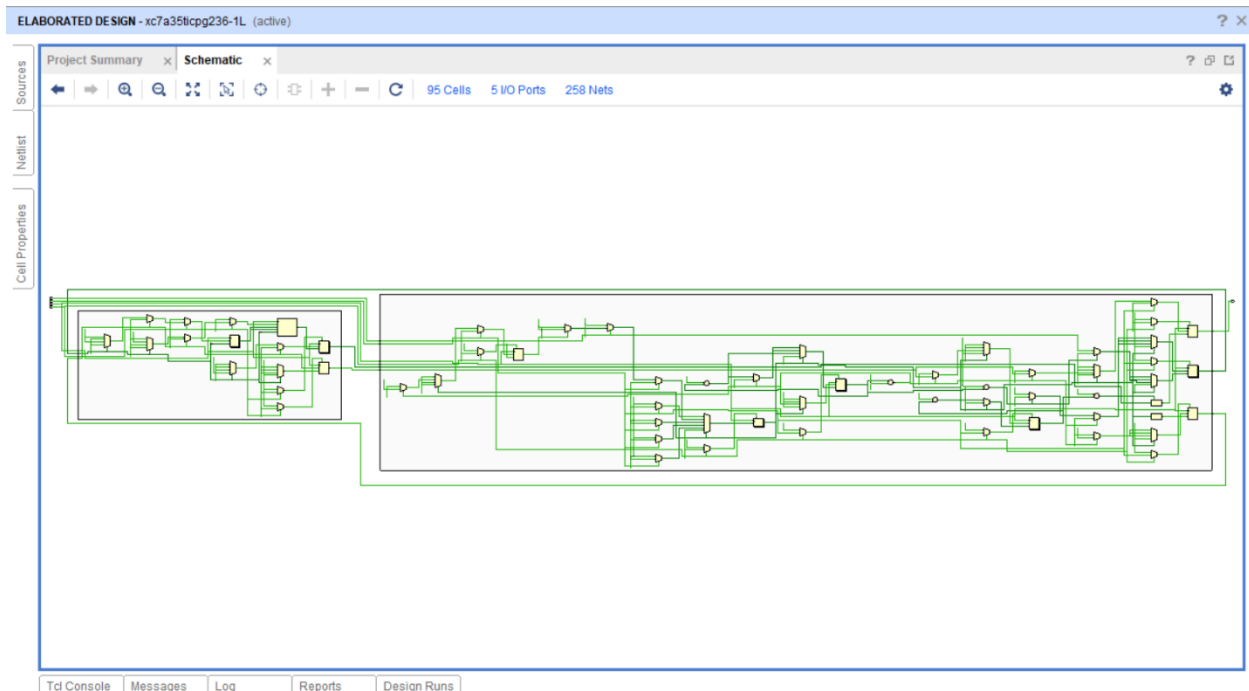 ELABORATED DESIGN - xc7a35ticpg236-1L (active)
? ×
Project Summary × Schematic ×
?
95 Cells 5 I/O Ports 258 Nets
Sources
Netlist
Cell Properties
Tcl Console Messages Log Reports Design Runs